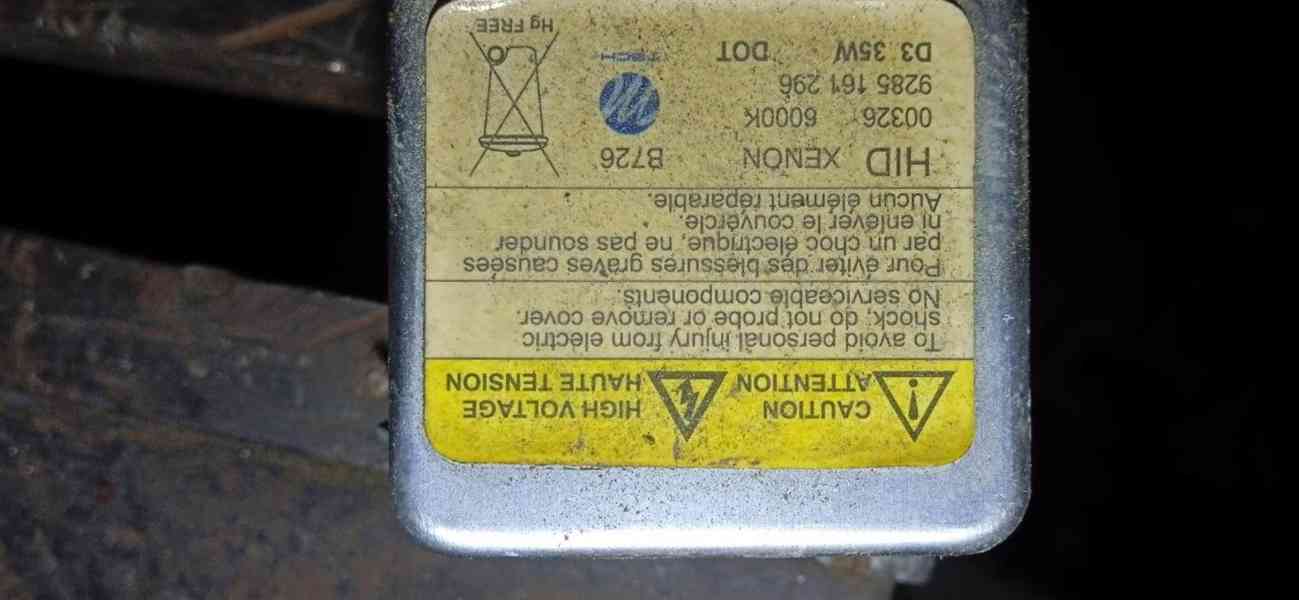 CAUTION HIGH VOLTAGE
ATTENTION HAUTE TENSION
To avoid personal injury from electric
shock, do not probe or remove cover.
No serviceable components.
Pour éviter des blessures graves causées
par un choc électrique, ne pas sounder
ni enlever le couvercle.
Aucun élément réparable.
HID XENON B726
00326 6000k
9285 161 296
TECH
D3 35W DOT
Hg FREE